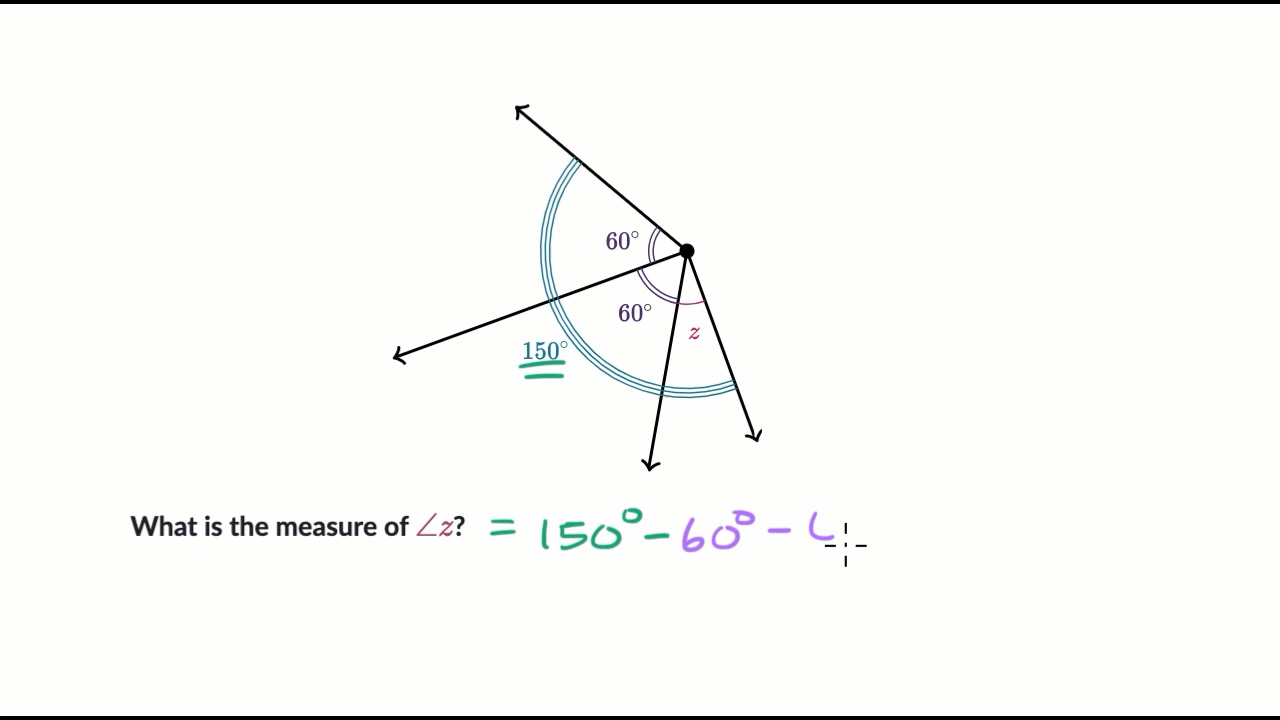 60°
60°
z
150°
What is the measure of ∠z? = 150° - 60° -